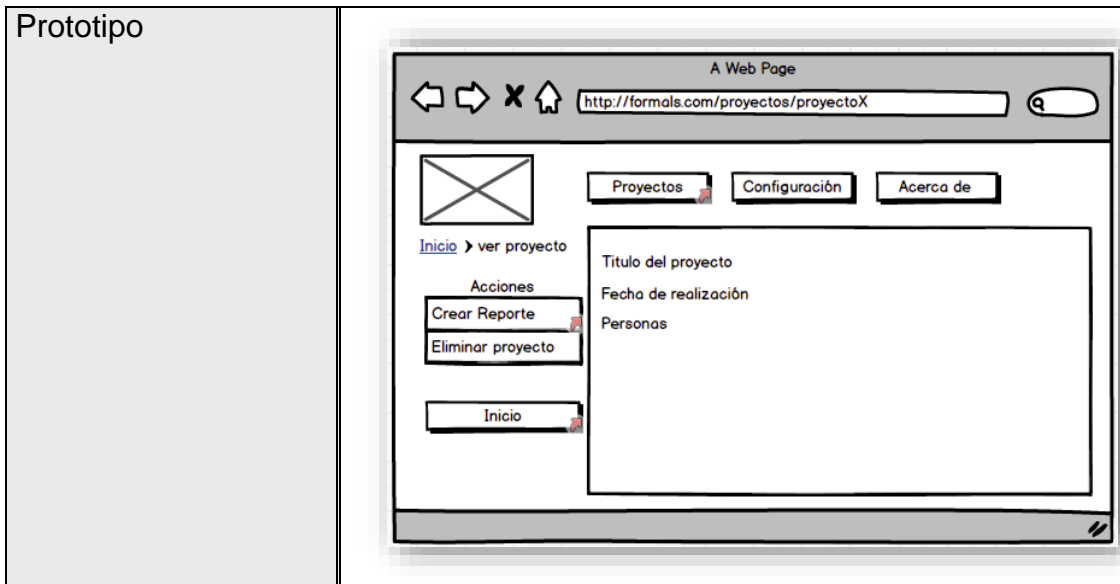 Prototipo
A Web Page
http://formals.com/proyectos/proyectoX
Proyectos
Configuración
Acerca de
Inicio ❯ ver proyecto
Titulo del proyecto
Acciones
Fecha de realización
Crear Reporte
Personas
Eliminar proyecto
Inicio